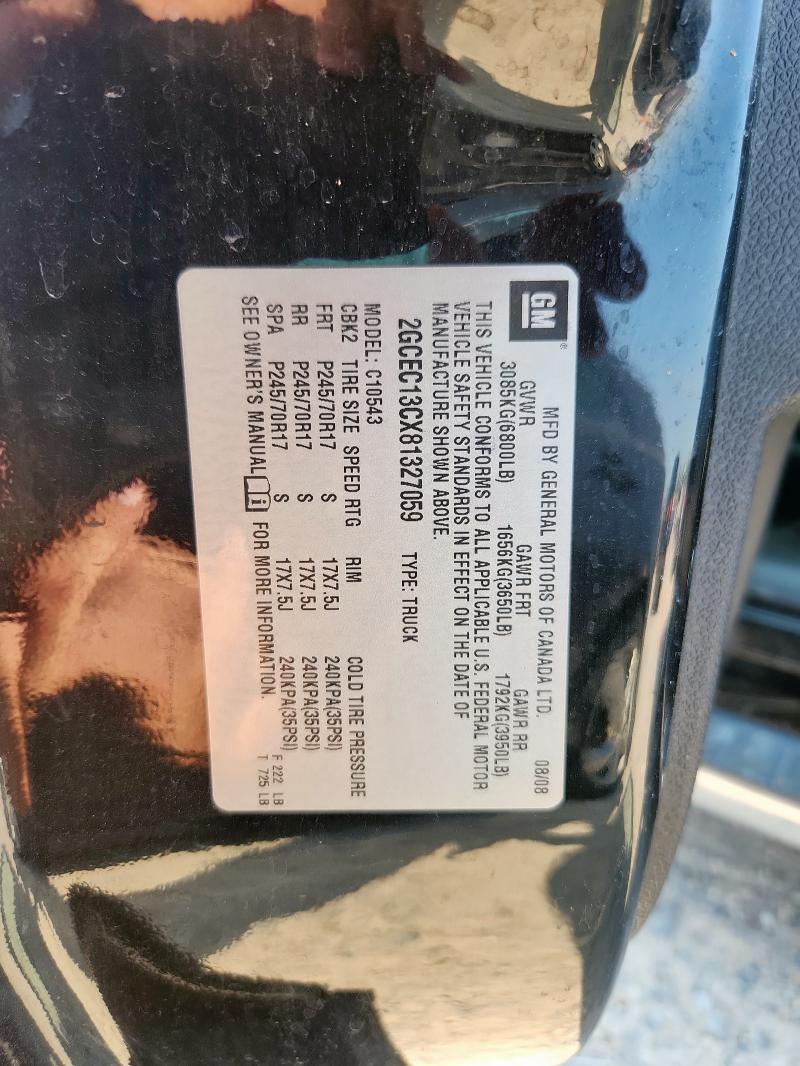 GM
®
MFD BY GENERAL MOTORS OF CANADA LTD. 08/08
GVWR GAWR FRT GAWR RR
3085KG(6800LB) 1656KG(3650LB) 1792KG(3950LB)
THIS VEHICLE CONFORMS TO ALL APPLICABLE U.S. FEDERAL MOTOR
VEHICLE SAFETY STANDARDS IN EFFECT ON THE DATE OF
MANUFACTURE SHOWN ABOVE.
2GCEC13CX81327059 TYPE: TRUCK
MODEL: C10543
CBK2 TIRE SIZE SPEED RTG RIM COLD TIRE PRESSURE
FRT P245/70R17 S 17X7.5J 240KPA(35PSI)
RR P245/70R17 S 17X7.5J 240KPA(35PSI)
SPA P245/70R17 S 17X7.5J 240KPA(35PSI)
SEE OWNER'S MANUAL i FOR MORE INFORMATION.
F 222 LB
T 725 LB